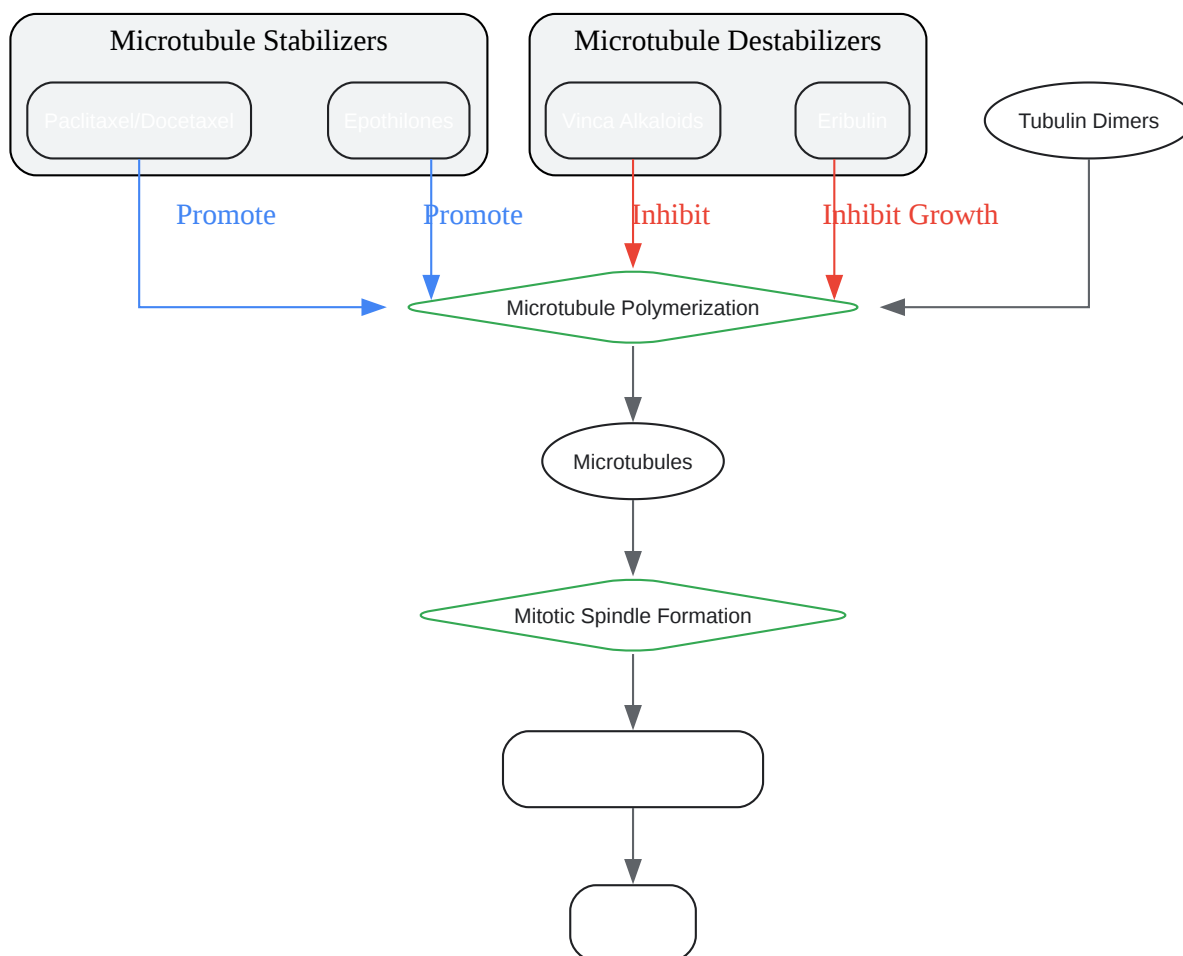 Microtubule Stabilizers
Microtubule Destabilizers
Paclitaxel/Docetaxel
Epothilones
Vinca Alkaloids
Eribulin
Tubulin Dimers
Promote
Promote
Inhibit
Inhibit Growth
Microtubule Polymerization
Microtubules
Mitotic Spindle Formation